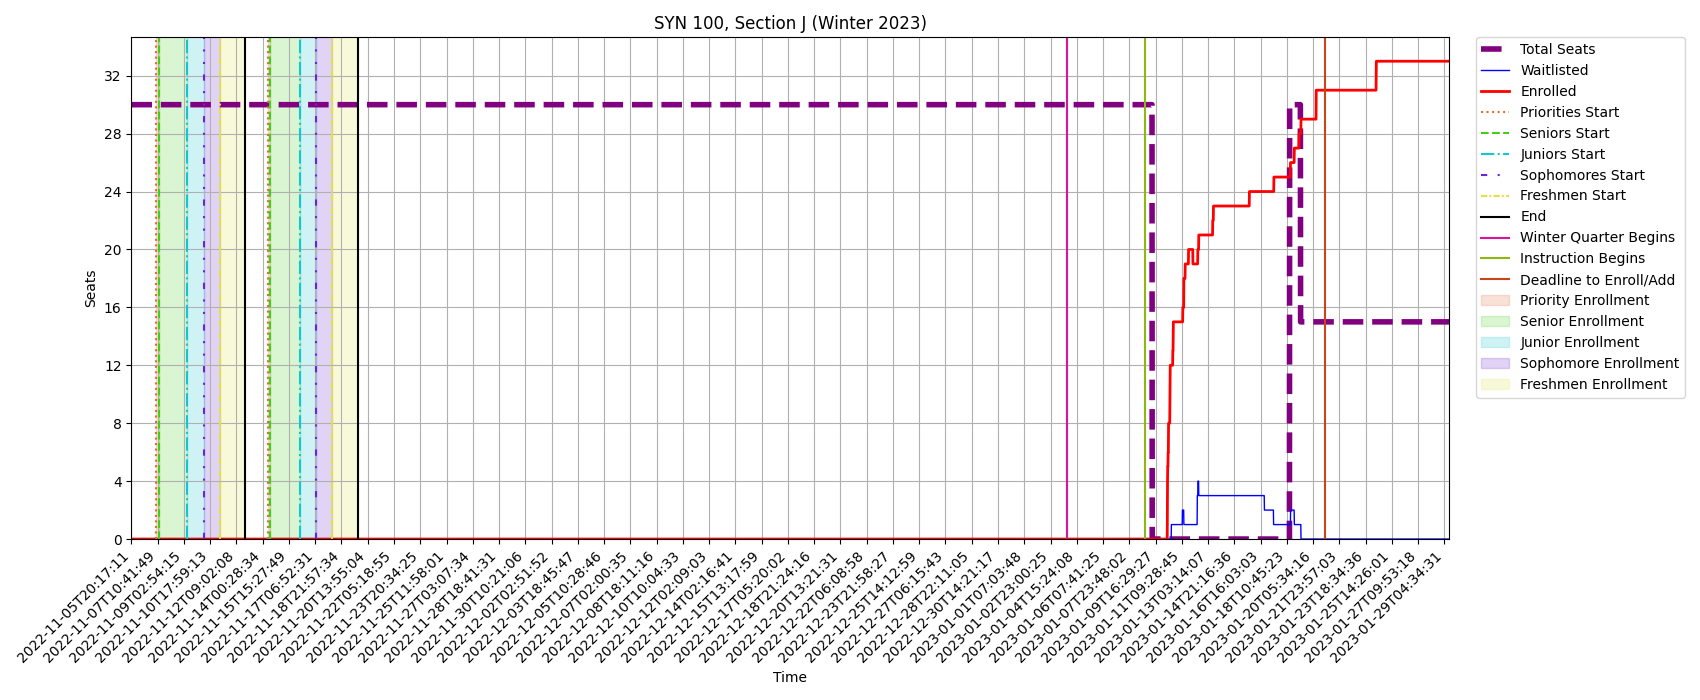 SYN 100, Section J (Winter 2023)
Seats
32
28
24
20
16
12
8
4
0
2022-11-05T20:17:11
2022-11-07T10:41:49
2022-11-09T02:54:15
2022-11-10T17:59:13
2022-11-12T09:02:08
2022-11-14T00:28:34
2022-11-15T15:27:49
2022-11-17T06:52:31
2022-11-18T21:57:34
2022-11-20T13:55:04
2022-11-22T05:18:55
2022-11-23T20:34:25
2022-11-25T11:58:01
2022-11-27T03:07:34
2022-11-28T18:41:31
2022-11-30T10:21:06
2022-12-02T02:51:52
2022-12-03T18:45:47
2022-12-05T10:28:46
2022-12-07T02:00:35
2022-12-08T18:11:16
2022-12-10T10:04:33
2022-12-12T02:09:03
2022-12-14T02:16:41
2022-12-15T13:17:59
2022-12-17T05:20:02
2022-12-18T21:24:16
2022-12-20T13:21:31
2022-12-22T06:08:58
2022-12-23T21:58:27
2022-12-25T14:12:59
2022-12-27T06:15:43
2022-12-28T22:11:05
2022-12-30T14:21:17
2023-01-01T07:03:48
2023-01-02T23:00:25
2023-01-04T15:24:08
2023-01-06T07:41:25
2023-01-07T23:48:02
2023-01-09T16:29:27
2023-01-11T09:28:45
2023-01-13T03:14:07
2023-01-14T21:16:36
2023-01-16T16:03:03
2023-01-18T10:45:23
2023-01-20T05:34:16
2023-01-21T23:57:03
2023-01-23T18:34:36
2023-01-25T14:26:01
2023-01-27T09:53:18
2023-01-29T04:34:31
Time
Total Seats
Waitlisted
Enrolled
Priorities Start
Seniors Start
Juniors Start
Sophomores Start
Freshmen Start
End
Winter Quarter Begins
Instruction Begins
Deadline to Enroll/Add
Priority Enrollment
Senior Enrollment
Junior Enrollment
Sophomore Enrollment
Freshmen Enrollment